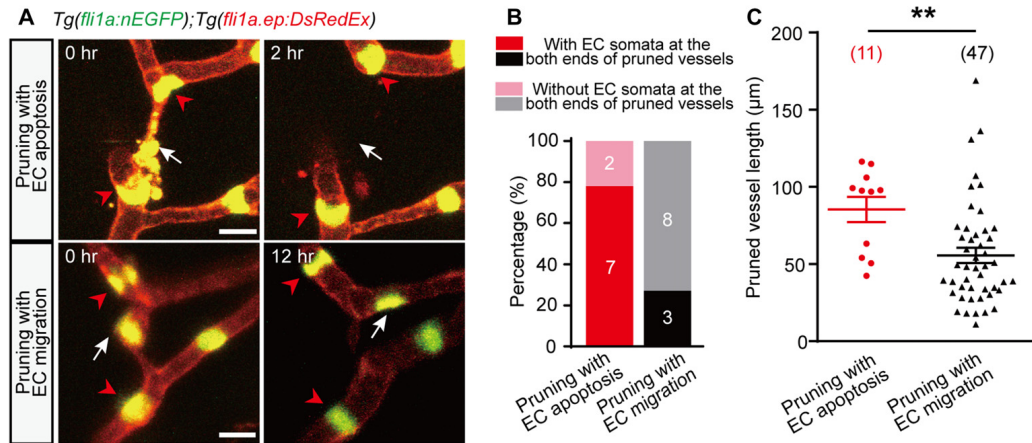 A
Tg(fli1a:nEGFP);Tg(fli1a.ep:DsRedEx)
Pruning with
EC apoptosis
0 hr
2 hr
Pruning with
EC migration
0 hr
12 hr
B
With EC somata at the
both ends of pruned vessels
Without EC somata at the
both ends of pruned vessels
Percentage (%)
100
80
60
40
20
0
2
7
8
3
Pruning with
EC apoptosis
Pruning with
EC migration
C
**
(11)
(47)
Pruned vessel length (µm)
200
150
100
50
0
Pruning with
EC apoptosis
Pruning with
EC migration